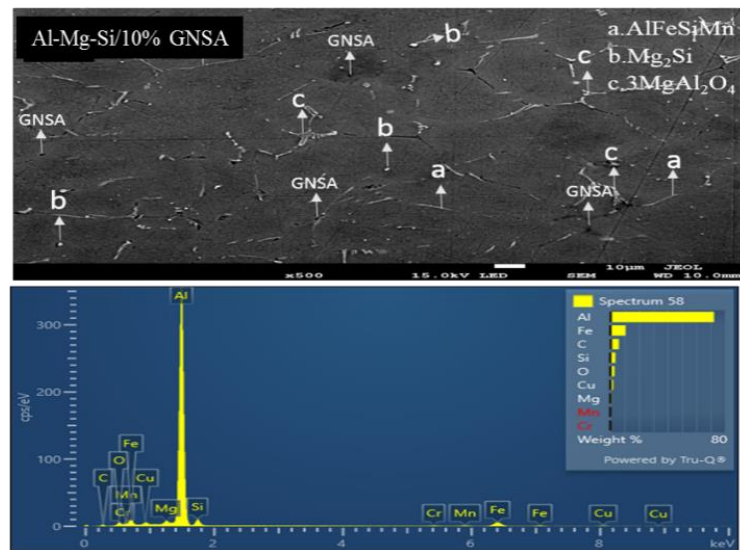 Al-Mg-Si/10% GNSA
GNSA
b
a.AlFeSiMn
b.Mg₂Si
c.3MgAl₂O₄
c
GNSA
c
b
a
c
a
GNSA
GNSA
b
x500 15.0kV LED SEM 10μm JEOL WD 10.0mm
cps/eV
300
200
100
0
Al
Fe
O
C
Cu
Mn
C
Mg
Si
Cr
Mn
Fe
Fe
Cu
Cu
0 2 4 6 8 keV
Spectrum 58
Al
Fe
C
Si
O
Cu
Mg
Mn
Cr
Weight % 80
Powered by Tru-Q®